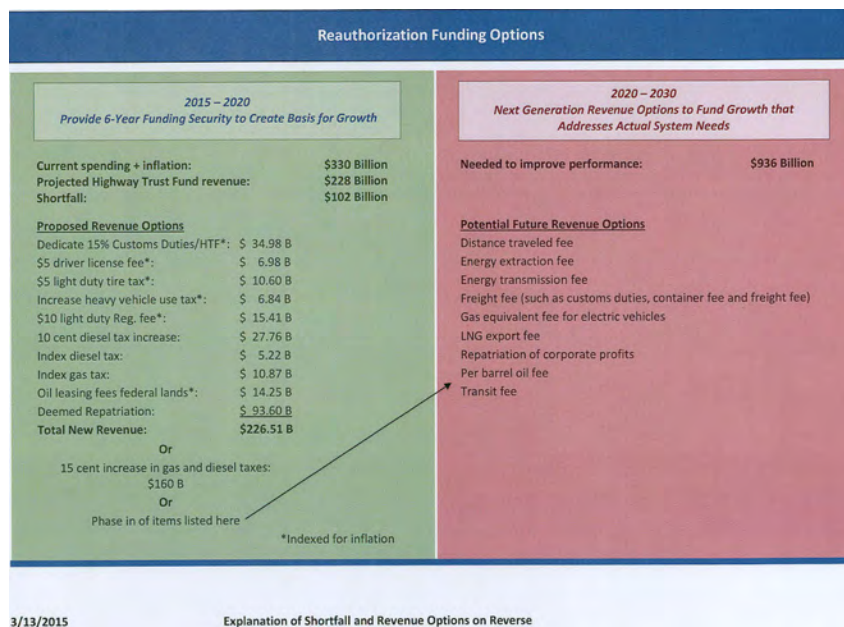 Reauthorization Funding Options
2015 – 2020
Provide 6-Year Funding Security to Create Basis for Growth
Current spending + inflation: $330 Billion
Projected Highway Trust Fund revenue: $228 Billion
Shortfall: $102 Billion
Proposed Revenue Options
Dedicate 15% Customs Duties/HTF*: $ 34.98 B
$5 driver license fee*: $ 6.98 B
$5 light duty tire tax*: $ 10.60 B
Increase heavy vehicle use tax*: $ 6.84 B
$10 light duty Reg. fee*: $ 15.41 B
10 cent diesel tax increase: $ 27.76 B
Index diesel tax: $ 5.22 B
Index gas tax: $ 10.87 B
Oil leasing fees federal lands*: $ 14.25 B
Deemed Repatriation: $ 93.60 B
Total New Revenue: $226.51 B
Or
15 cent increase in gas and diesel taxes:
$160 B
Or
Phase in of items listed here
*Indexed for inflation
2020 – 2030
Next Generation Revenue Options to Fund Growth that
Addresses Actual System Needs
Needed to improve performance: $936 Billion
Potential Future Revenue Options
Distance traveled fee
Energy extraction fee
Energy transmission fee
Freight fee (such as customs duties, container fee and freight fee)
Gas equivalent fee for electric vehicles
LNG export fee
Repatriation of corporate profits
Per barrel oil fee
Transit fee
3/13/2015 Explanation of Shortfall and Revenue Options on Reverse